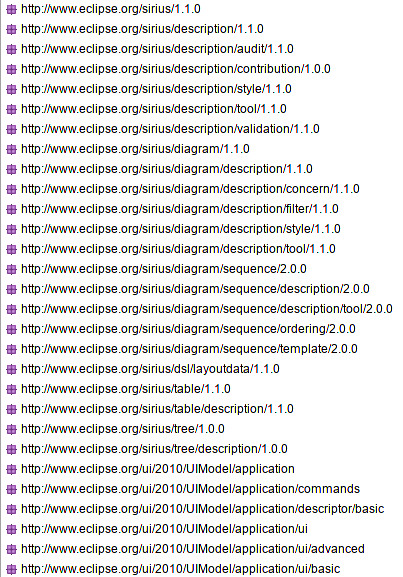 http://www.eclipse.org/sirius/1.1.0
http://www.eclipse.org/sirius/description/1.1.0
http://www.eclipse.org/sirius/description/audit/1.1.0
http://www.eclipse.org/sirius/description/contribution/1.0.0
http://www.eclipse.org/sirius/description/style/1.1.0
http://www.eclipse.org/sirius/description/tool/1.1.0
http://www.eclipse.org/sirius/description/validation/1.1.0
http://www.eclipse.org/sirius/diagram/1.1.0
http://www.eclipse.org/sirius/diagram/description/1.1.0
http://www.eclipse.org/sirius/diagram/description/concern/1.1.0
http://www.eclipse.org/sirius/diagram/description/filter/1.1.0
http://www.eclipse.org/sirius/diagram/description/style/1.1.0
http://www.eclipse.org/sirius/diagram/description/tool/1.1.0
http://www.eclipse.org/sirius/diagram/sequence/2.0.0
http://www.eclipse.org/sirius/diagram/sequence/description/2.0.0
http://www.eclipse.org/sirius/diagram/sequence/description/tool/2.0.0
http://www.eclipse.org/sirius/diagram/sequence/ordering/2.0.0
http://www.eclipse.org/sirius/diagram/sequence/template/2.0.0
http://www.eclipse.org/sirius/dsl/layoutdata/1.1.0
http://www.eclipse.org/sirius/table/1.1.0
http://www.eclipse.org/sirius/table/description/1.1.0
http://www.eclipse.org/sirius/tree/1.0.0
http://www.eclipse.org/sirius/tree/description/1.0.0
http://www.eclipse.org/ui/2010/UIModel/application
http://www.eclipse.org/ui/2010/UIModel/application/commands
http://www.eclipse.org/ui/2010/UIModel/application/descriptor/basic
http://www.eclipse.org/ui/2010/UIModel/application/ui
http://www.eclipse.org/ui/2010/UIModel/application/ui/advanced
http://www.eclipse.org/ui/2010/UIModel/application/ui/basic